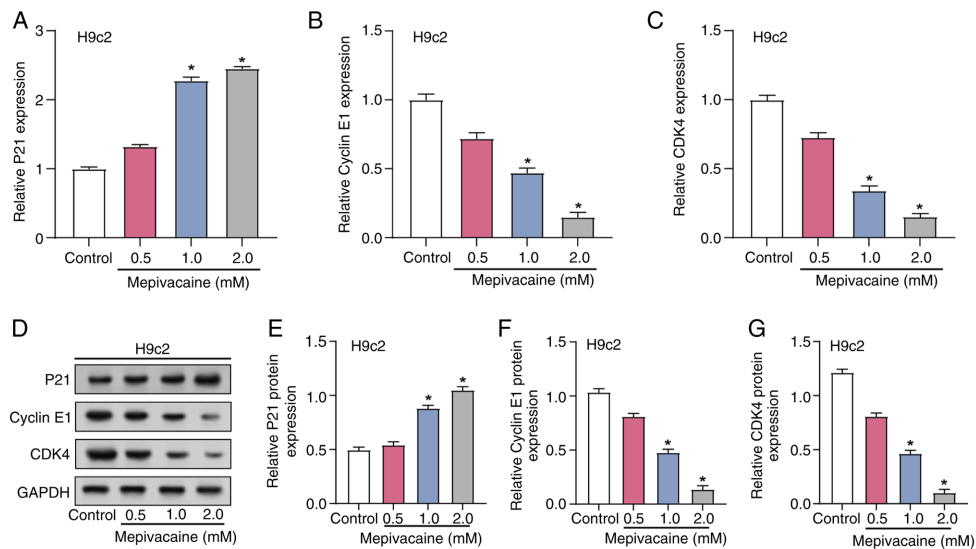 A
H9c2
Relative P21 expression
3
2
1
0
*
*
Control
0.5
1.0
2.0
Mepivacaine (mM)
B
H9c2
Relative Cyclin E1 expression
1.5
1.0
0.5
0.0
*
*
Control
0.5
1.0
2.0
Mepivacaine (mM)
C
H9c2
Relative CDK4 expression
1.5
1.0
0.5
0.0
*
*
Control
0.5
1.0
2.0
Mepivacaine (mM)
D
H9c2
P21
Cyclin E1
CDK4
GAPDH
Control
0.5
1.0
2.0
Mepivacaine (mM)
E
H9c2
Relative P21 protein
expression
1.5
1.0
0.5
0.0
*
*
Control
0.5
1.0
2.0
Mepivacaine (mM)
F
H9c2
Relative Cyclin E1 protein
expression
1.5
1.0
0.5
0.0
*
*
Control
0.5
1.0
2.0
Mepivacaine (mM)
G
H9c2
Relative CDK4 protein
expression
1.5
1.0
0.5
0.0
*
*
Control
0.5
1.0
2.0
Mepivacaine (mM)